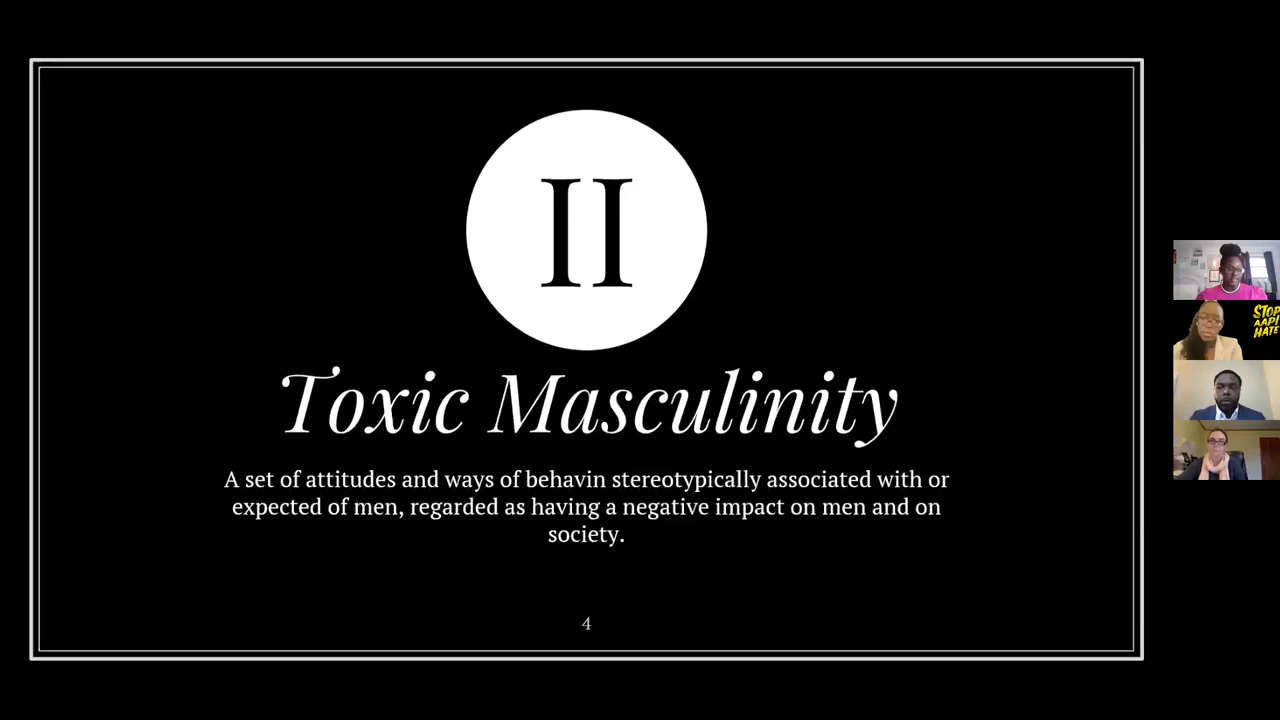 II
Toxic Masculinity
A set of attitudes and ways of behavin stereotypically associated with or
expected of men, regarded as having a negative impact on men and on
society.
4
STOP
AAPI
HATE